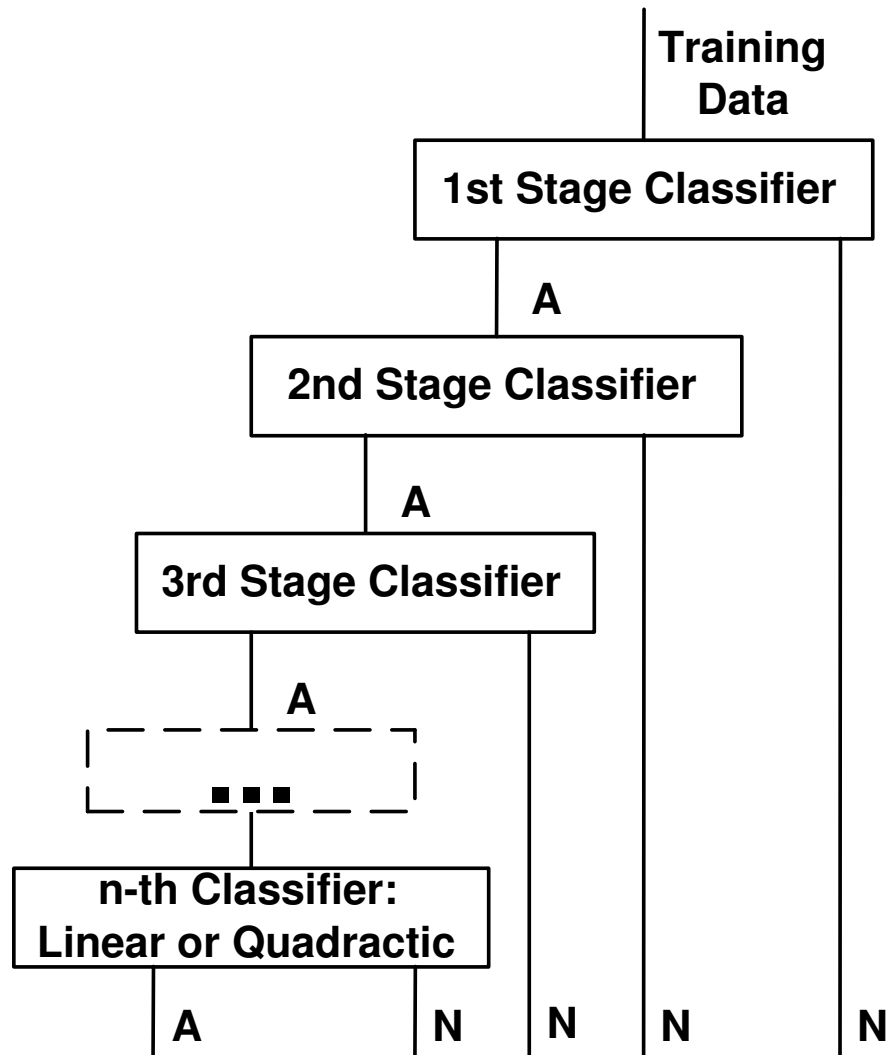 Training
Data
1st Stage Classifier
A
2nd Stage Classifier
A
3rd Stage Classifier
A
n-th Classifier:
Linear or Quadractic
A N N N N